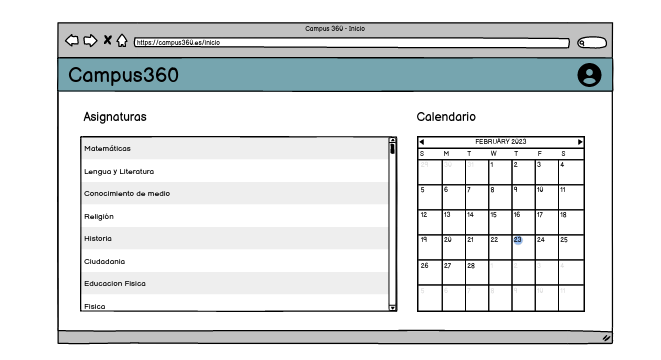 Campus 360 - Inicio
https://campus360.es/inicio
Campus360
Asignaturas
Matemáticas
Lengua y Literatura
Conocimiento de medio
Religión
Historia
Ciudadania
Educacion Fisica
Fisica
Calendario
FEBRUARY 2023
S M T W T F S
29 30 31 1 2 3 4
5 6 7 8 9 10 11
12 13 14 15 16 17 18
19 20 21 22 23 24 25
26 27 28 1 2 3 4
5 6 7 8 9 10 11